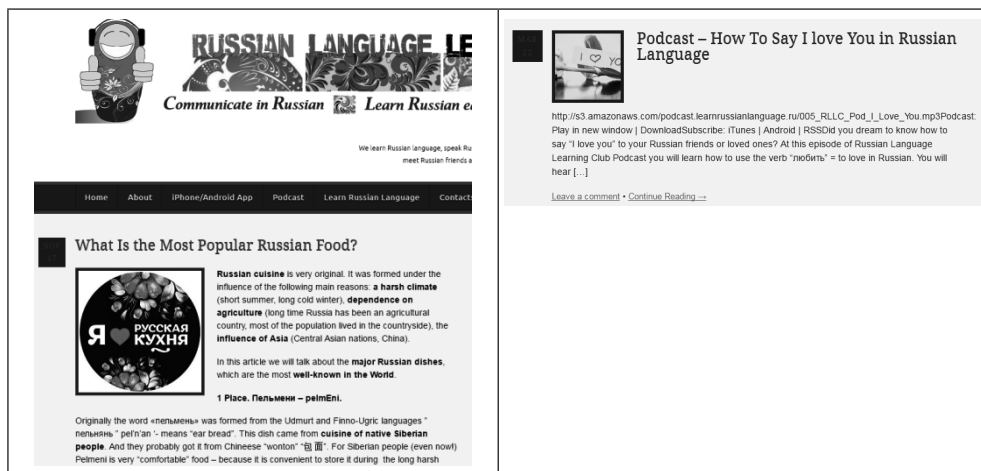 RUSSIAN LANGUAGE LE
Communicate in Russian Learn Russian ea
We learn Russian language, speak Ru
meet Russian friends a
Home About iPhone/Android App Podcast Learn Russian Language Contacts
What Is the Most Popular Russian Food?
Я РУССКАЯ
КУХНЯ
Russian cuisine is very original. It was formed under the
influence of the following main reasons: a harsh climate
(short summer, long cold winter), dependence on
agriculture (long time Russia has been an agricultural
country, most of the population lived in the countryside), the
influence of Asia (Central Asian nations, China).
In this article we will talk about the major Russian dishes,
which are the most well-known in the World.
1 Place. Пельмени – pelmEni.
Originally the word «пельмень» was formed from the Udmurt and Finno-Ugric languages "
пельнянь " pel'n'an '- means "ear bread". This dish came from cuisine of native Siberian
people. And they probably got it from Chineese "wonton" "包 面". For Siberian people (even now!)
Pelmeni is very "comfortable" food – because it is convenient to store it during the long harsh
Podcast – How To Say I love You in Russian
Language
I YO
http://s3.amazonaws.com/podcast.learnrussianlanguage.ru/005_RLLC_Pod_I_Love_You.mp3Podcast:
Play in new window | DownloadSubscribe: iTunes | Android | RSSDid you dream to know how to
say "I love you" to your Russian friends or loved ones? At this episode of Russian Language
Learning Club Podcast you will learn how to use the verb "любить" = to love in Russian. You will
hear […]
Leave a comment • Continue Reading →